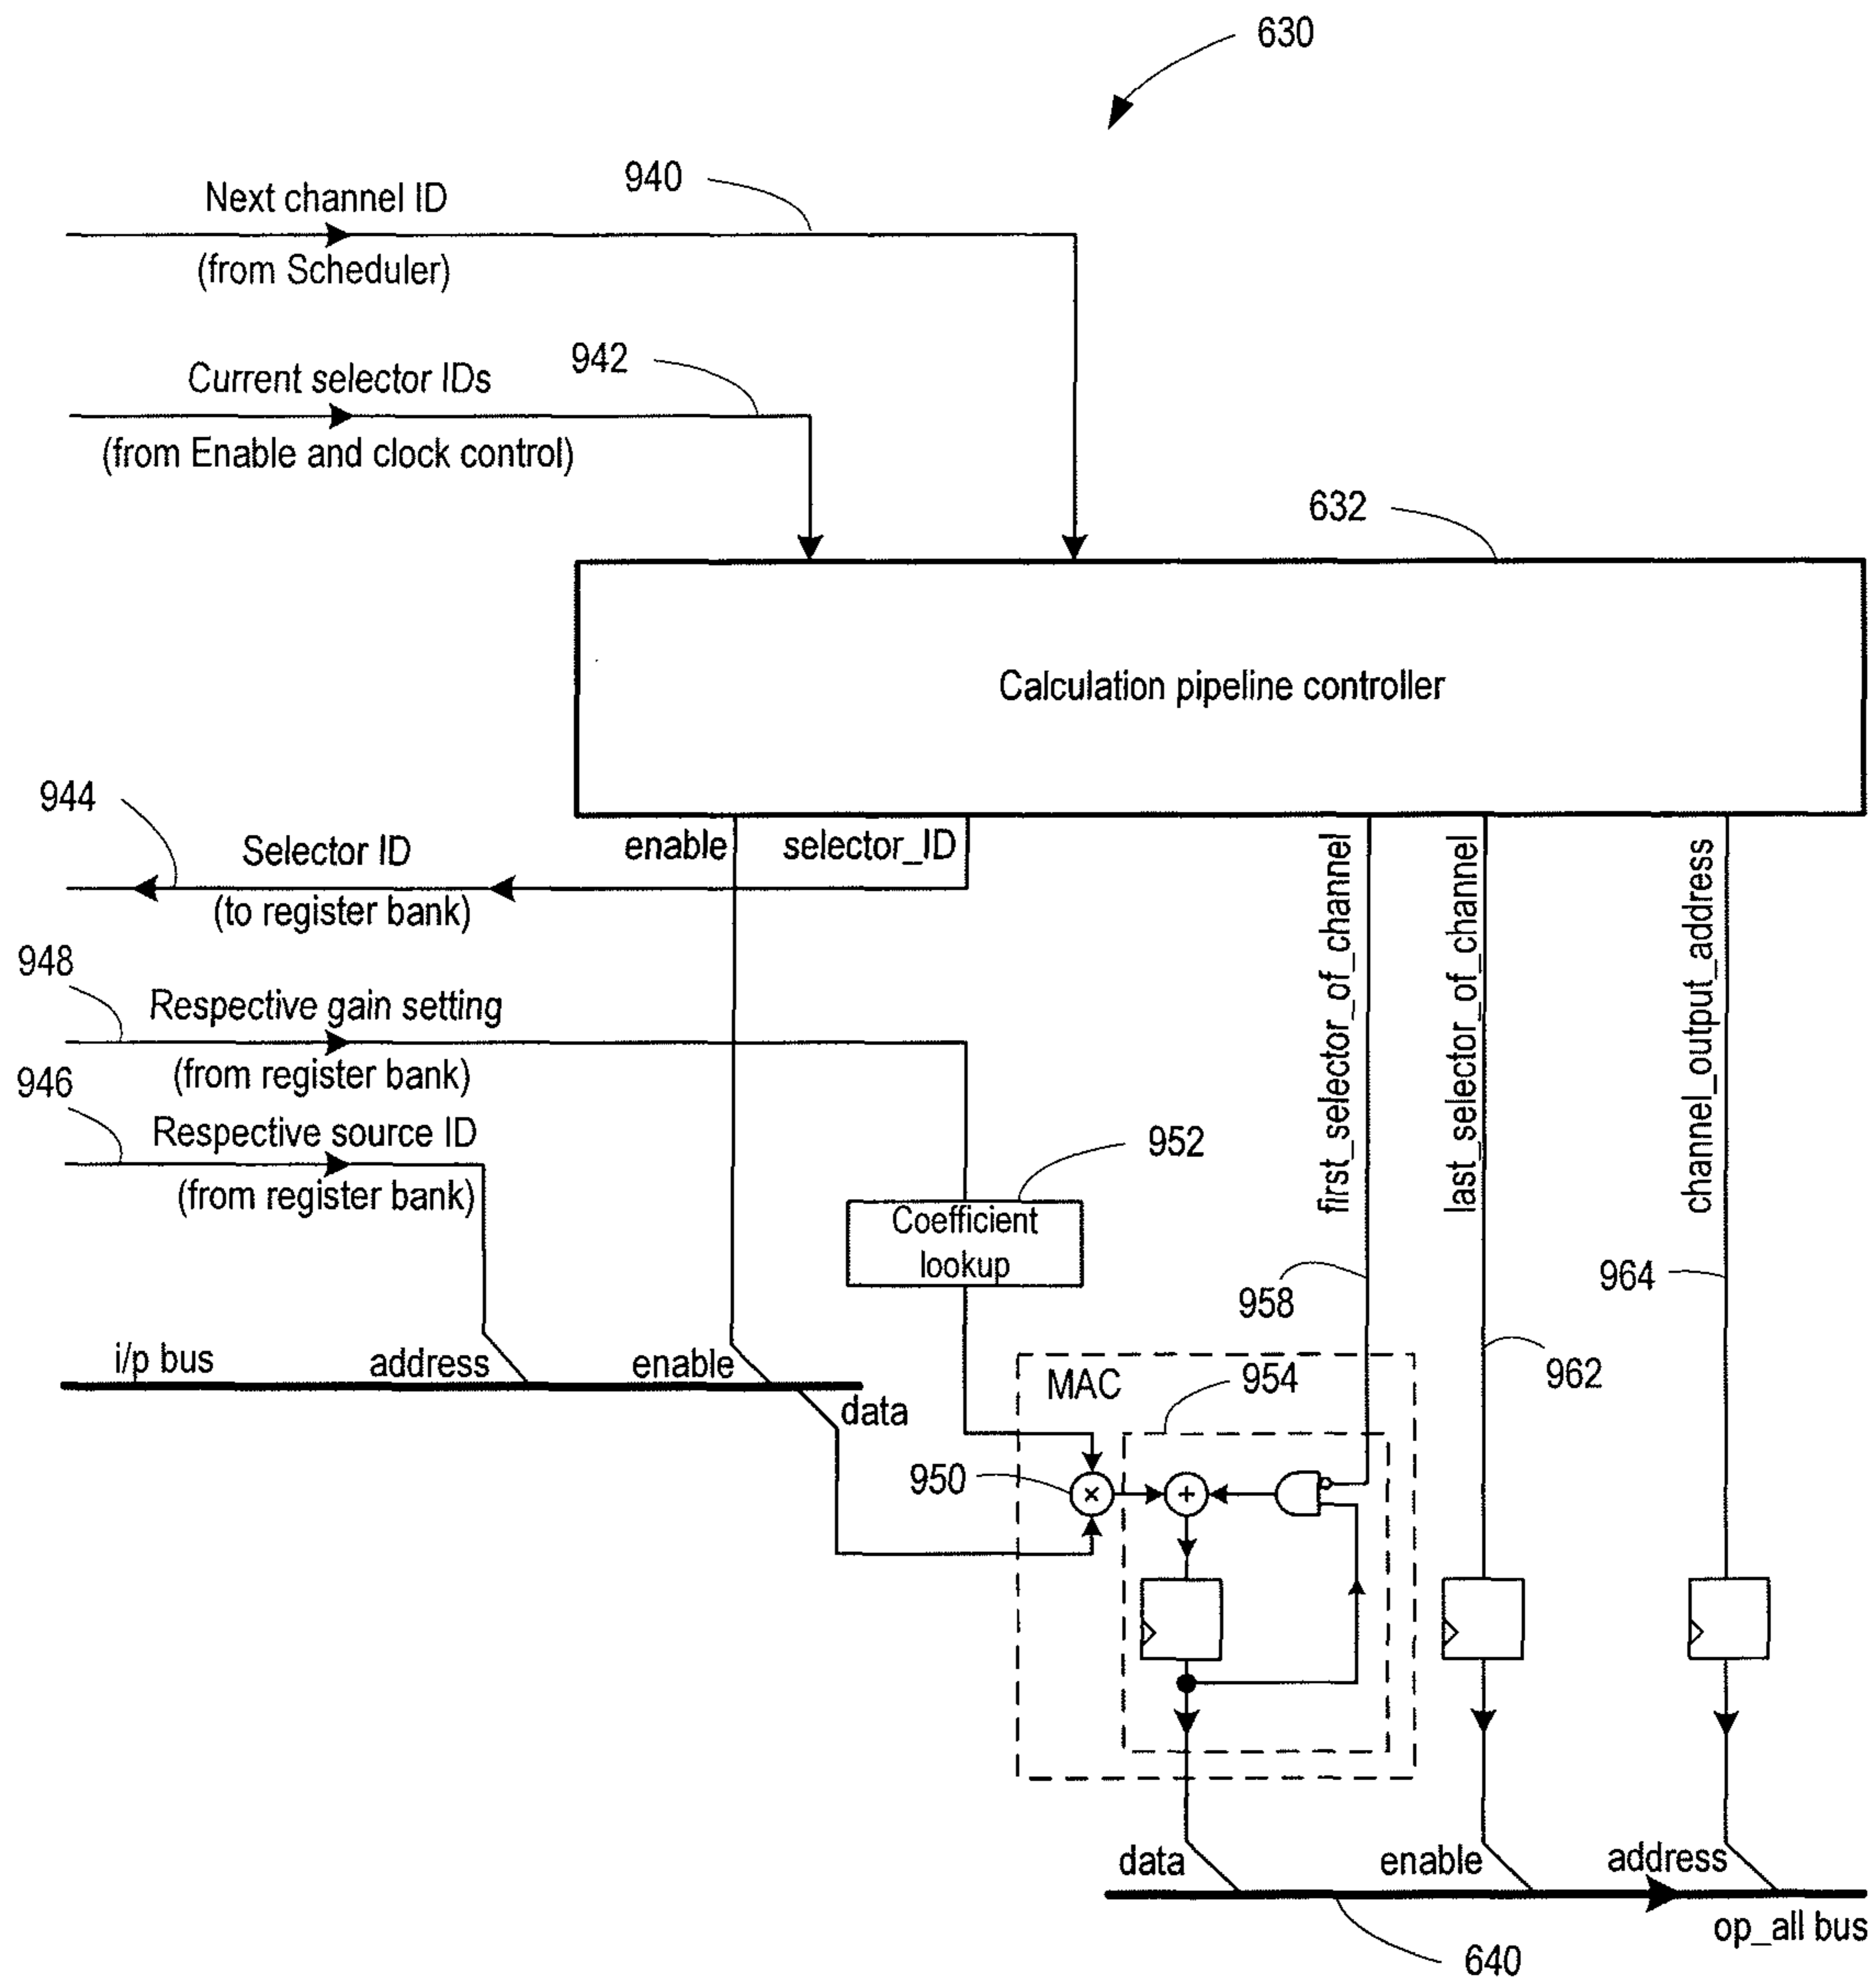 630
940
Next channel ID
(from Scheduler)
942
Current selector IDs
(from Enable and clock control)
632
Calculation pipeline controller
944
Selector ID
(to register bank)
enable
selector_ID
first_selector_of_channel
last_selector_of_channel
channel_output_address
948
Respective gain setting
(from register bank)
946
Respective source ID
(from register bank)
952
Coefficient
lookup
958
964
962
i/p bus
address
enable
data
MAC
954
950
×
+
data
enable
address
op_all bus
640